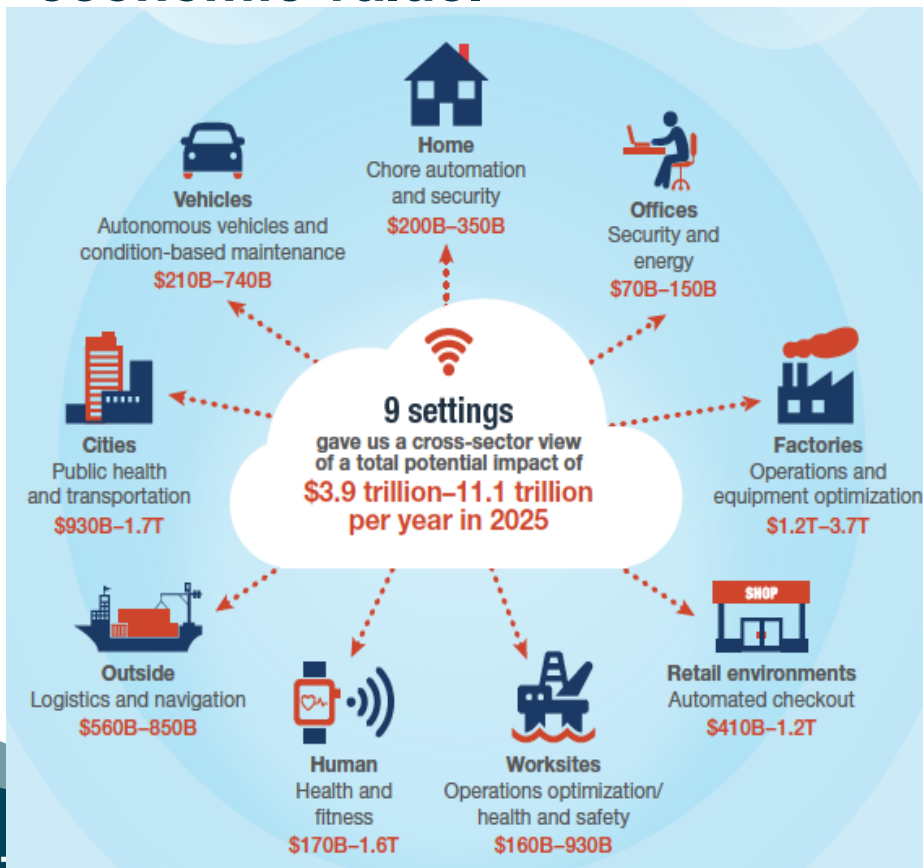 economic value.
Home
Chore automation
and security
$200B–350B
Vehicles
Autonomous vehicles and
condition-based maintenance
$210B–740B
Offices
Security and
energy
$70B–150B
9 settings
gave us a cross-sector view
of a total potential impact of
$3.9 trillion–11.1 trillion
per year in 2025
Cities
Public health
and transportation
$930B–1.7T
Factories
Operations and
equipment optimization
$1.2T–3.7T
Outside
Logistics and navigation
$560B–850B
SHOP
Retail environments
Automated checkout
$410B–1.2T
Human
Health and
fitness
$170B–1.6T
Worksites
Operations optimization/
health and safety
$160B–930B